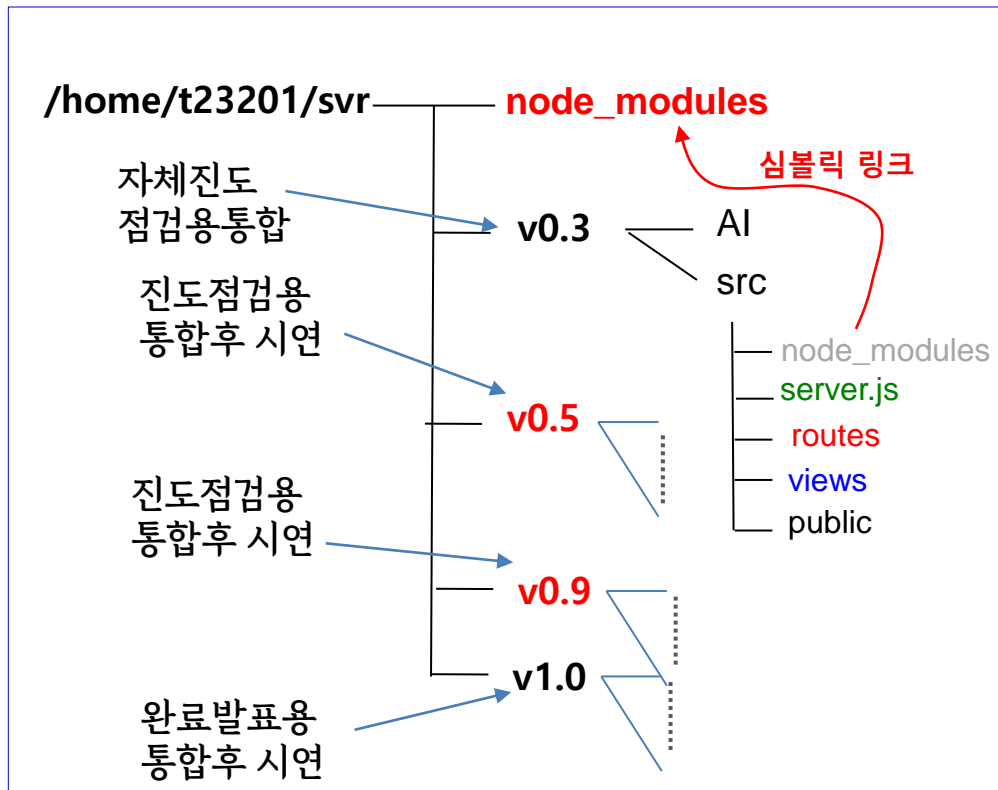 /home/t23201/svr
node_modules
심볼릭 링크
자체진도
점검용통합
v0.3
AI
src
진도점검용
통합후 시연
node_modules
server.js
routes
views
public
v0.5
진도점검용
통합후 시연
v0.9
v1.0
완료발표용
통합후 시연